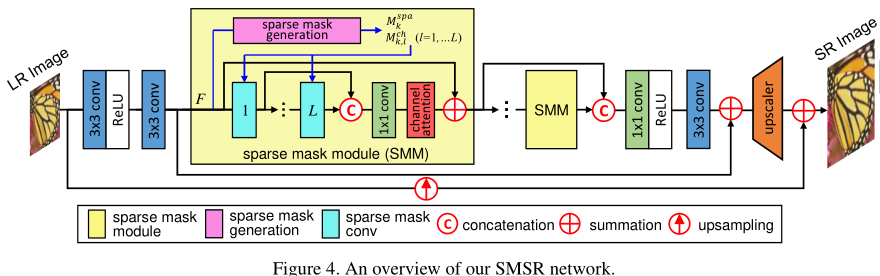 LR Image
3x3 conv
ReLU
3x3 conv
F
sparse mask
generation
M_k^{spa}
M_{k,l}^{ch} (l=1, ...L)
1
L
C
1x1 conv
channel
attention
sparse mask module (SMM)
SMM
C
1x1 conv
ReLU
3x3 conv
upscaler
SR Image
sparse mask
module
sparse mask
generation
sparse mask
conv
C concatenation
summation
upsampling
Figure 4. An overview of our SMSR network.